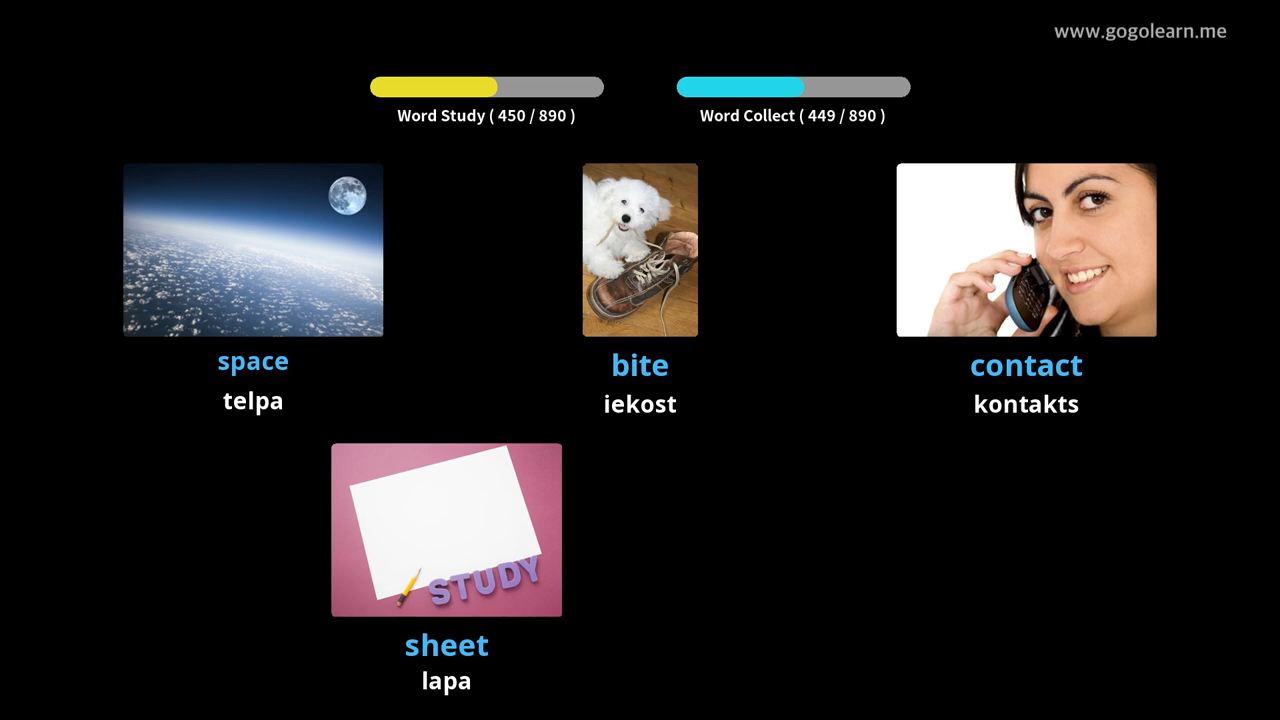 www.gogolearn.me
Word Study ( 450 / 890 )
Word Collect ( 449 / 890 )
space
telpa
bite
iekost
contact
kontakts
STUDY
sheet
lapa